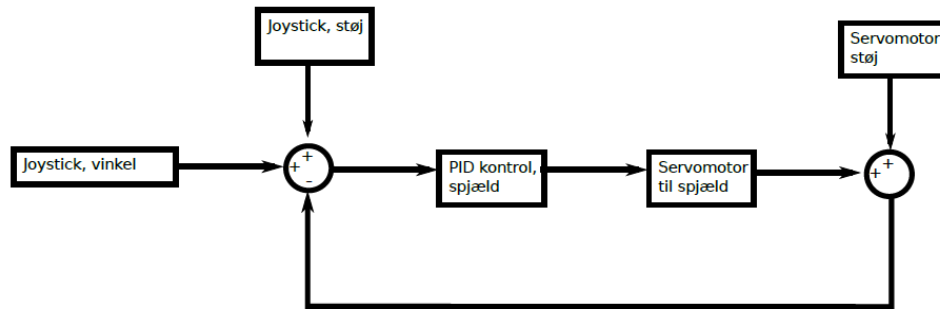 Joystick, støj
Servomotor
støj
Joystick, vinkel
+
+
-
PID kontrol,
spjæld
Servomotor
til spjæld
+
+